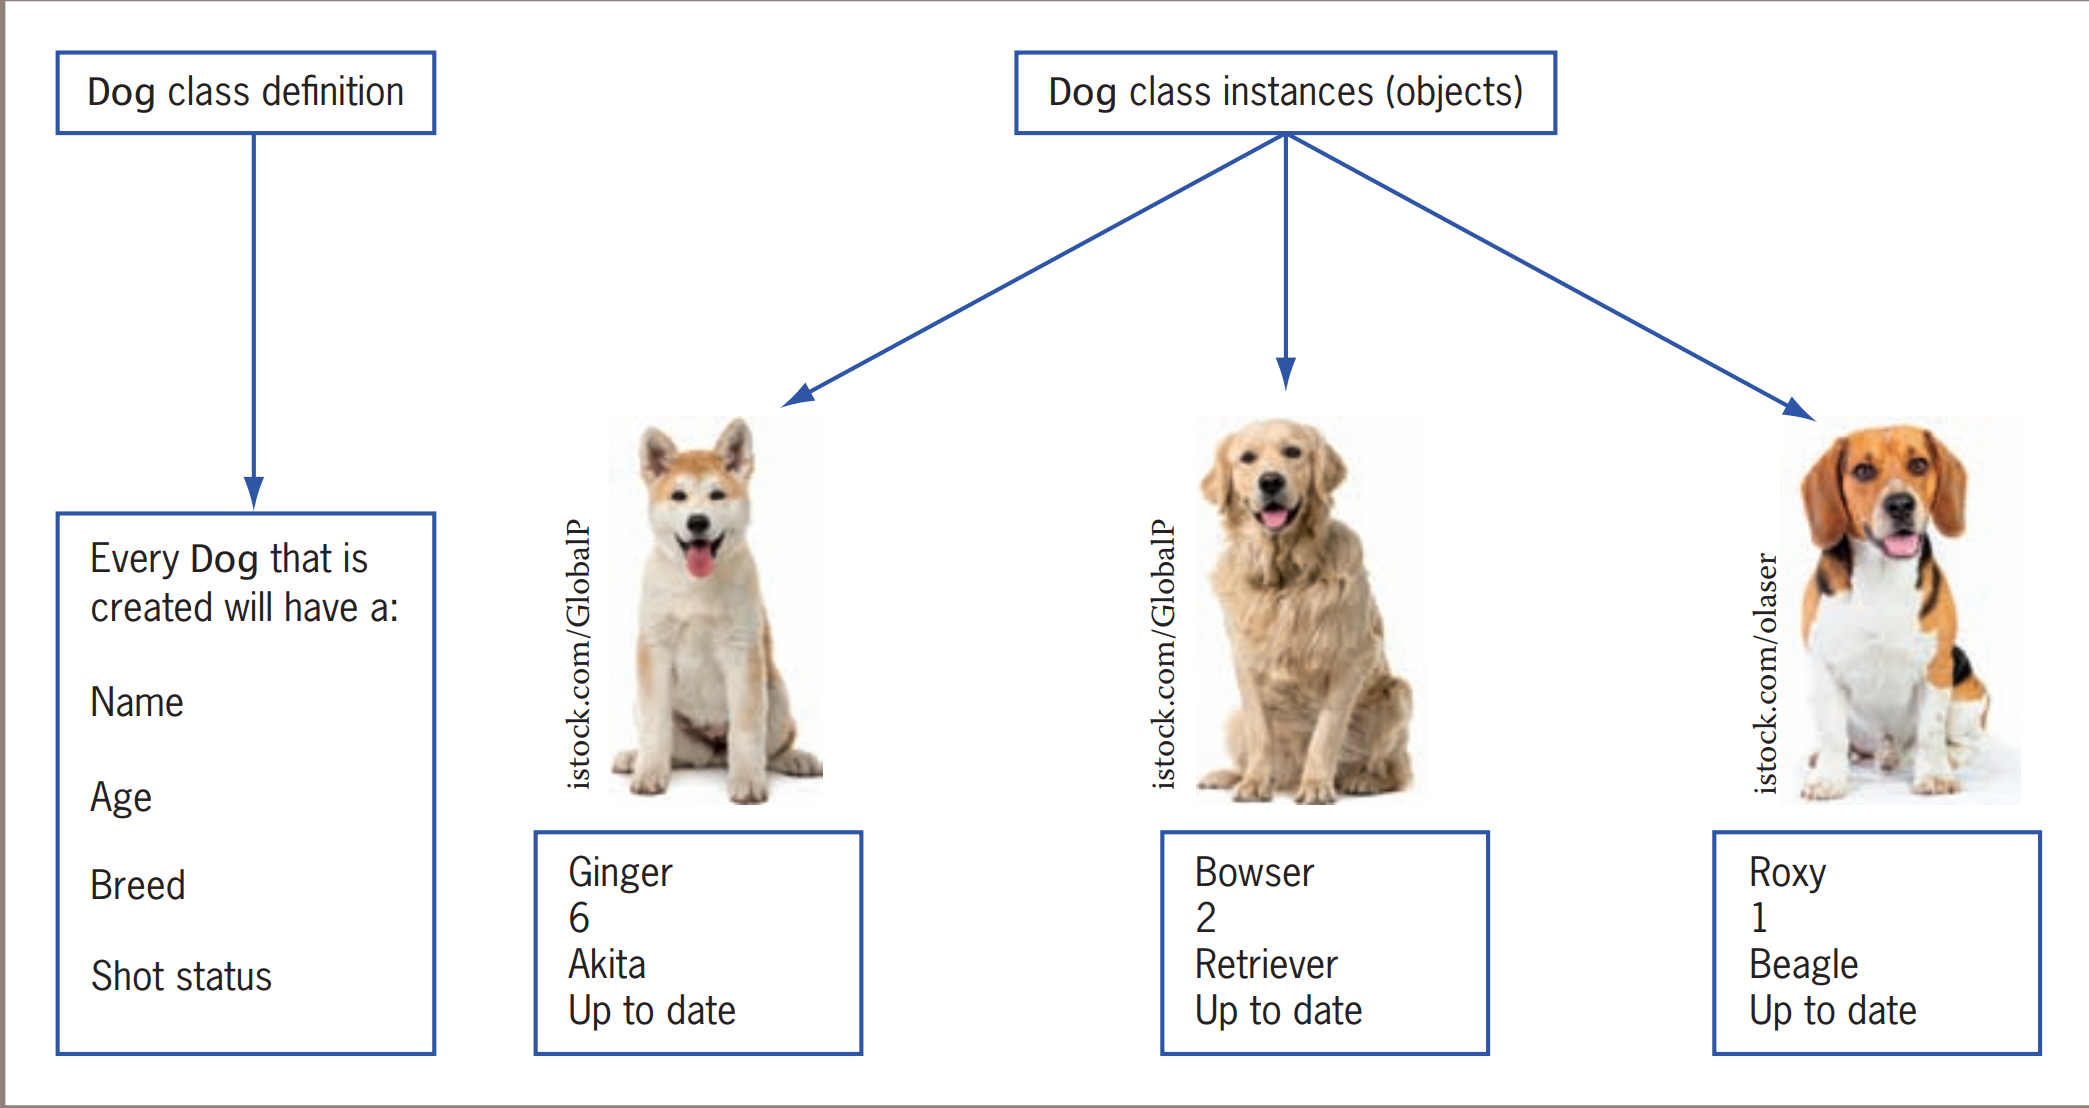 Dog class definition
Dog class instances (objects)
Every Dog that is
created will have a:
Name
Age
Breed
Shot status
istock.com/GlobalP
Ginger
6
Akita
Up to date
istock.com/GlobalP
Bowser
2
Retriever
Up to date
istock.com/olaser
Roxy
1
Beagle
Up to date